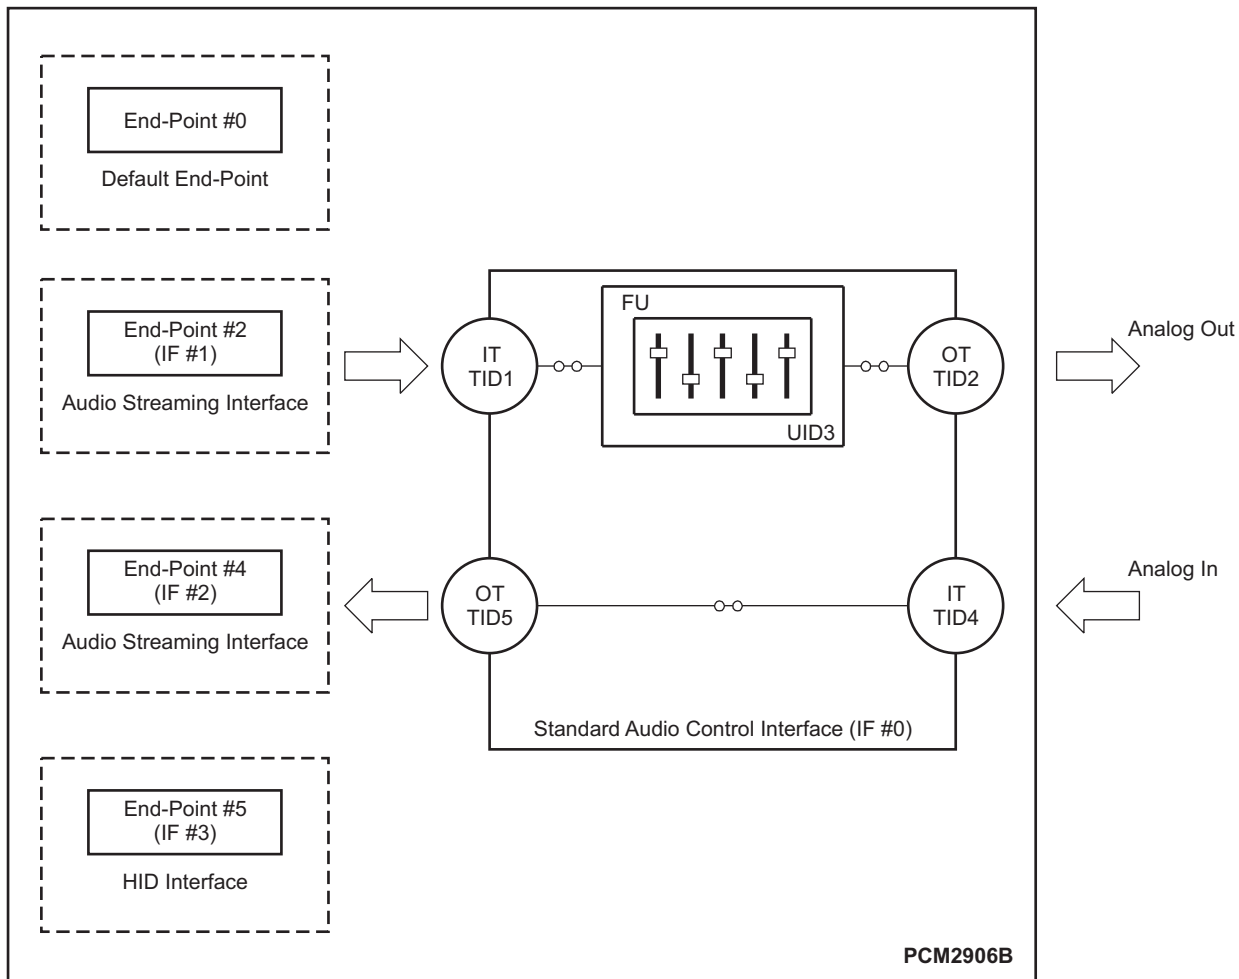 End-Point #0
Default End-Point
End-Point #2
(IF #1)
Audio Streaming Interface
IT
TID1
FU
UID3
OT
TID2
Analog Out
End-Point #4
(IF #2)
Audio Streaming Interface
OT
TID5
IT
TID4
Analog In
Standard Audio Control Interface (IF #0)
End-Point #5
(IF #3)
HID Interface
PCM2906B